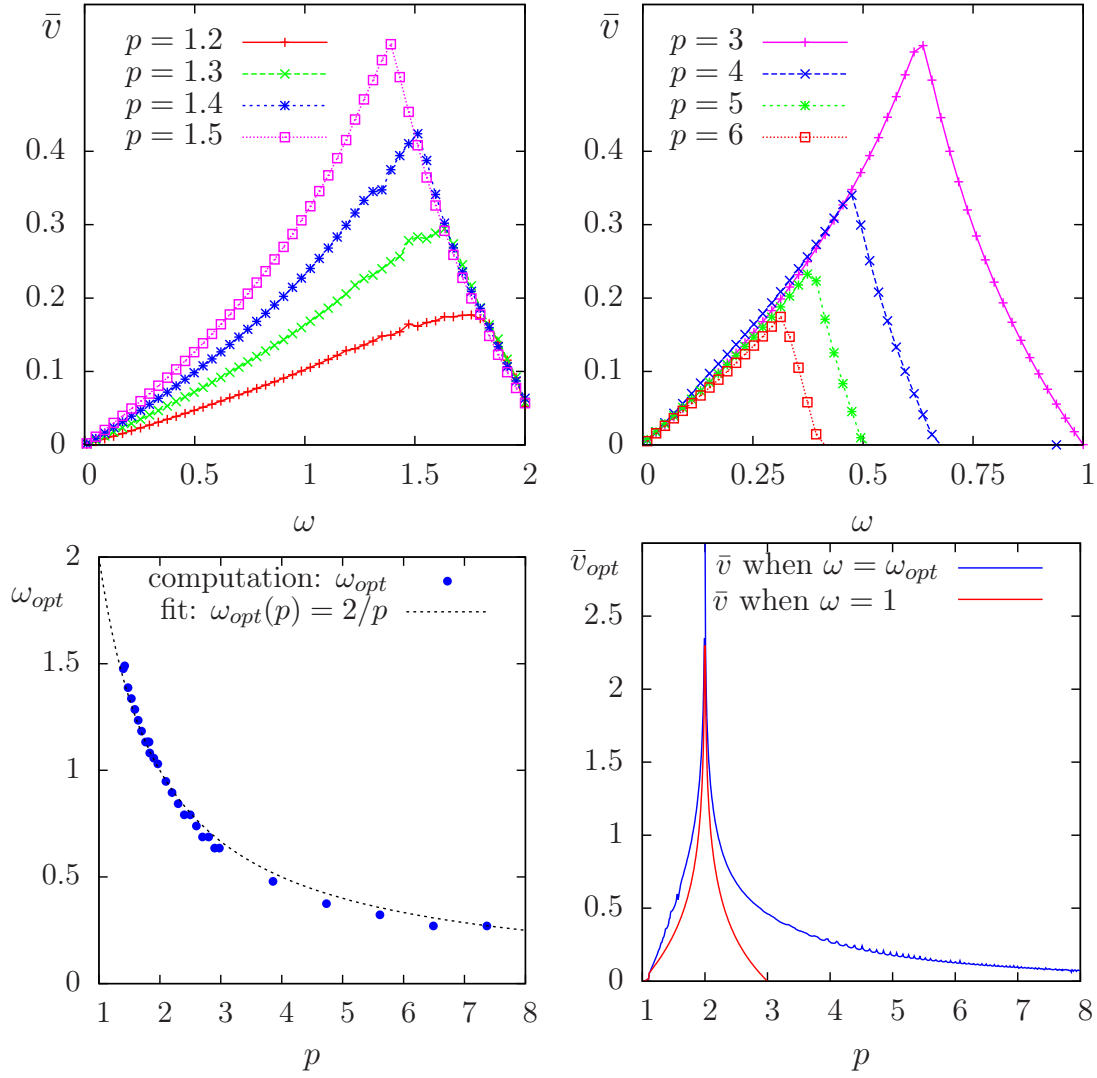 v̄
p = 1.2
p = 1.3
p = 1.4
p = 1.5
0.4
0.3
0.2
0.1
0
0 0.5 1 1.5 2
ω
v̄
p = 3
p = 4
p = 5
p = 6
0.4
0.3
0.2
0.1
0
0 0.25 0.5 0.75 1
ω
ω_opt
computation: ω_opt
fit: ω_opt(p) = 2/p
2
1.5
1
0.5
0
1 2 3 4 5 6 7 8
p
v̄_opt
v̄ when ω = ω_opt
v̄ when ω = 1
2.5
2
1.5
1
0.5
0
1 2 3 4 5 6 7 8
p